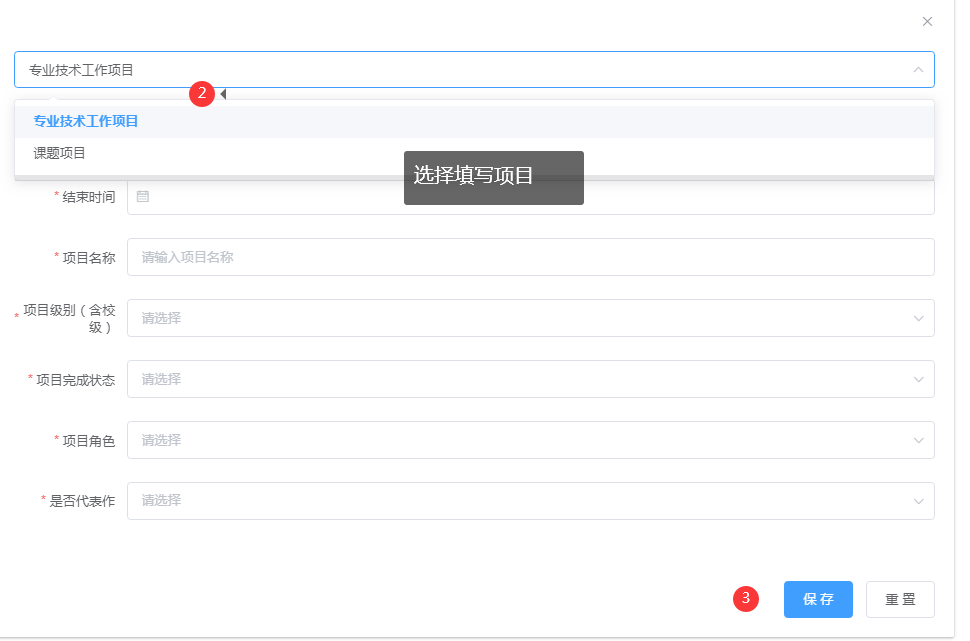 专业技术工作项目
2
专业技术工作项目
课题项目
选择填写项目
* 结束时间
* 项目名称 请输入项目名称
* 项目级别（含校
级） 请选择
* 项目完成状态 请选择
* 项目角色 请选择
* 是否代表作 请选择
3 保存 重置